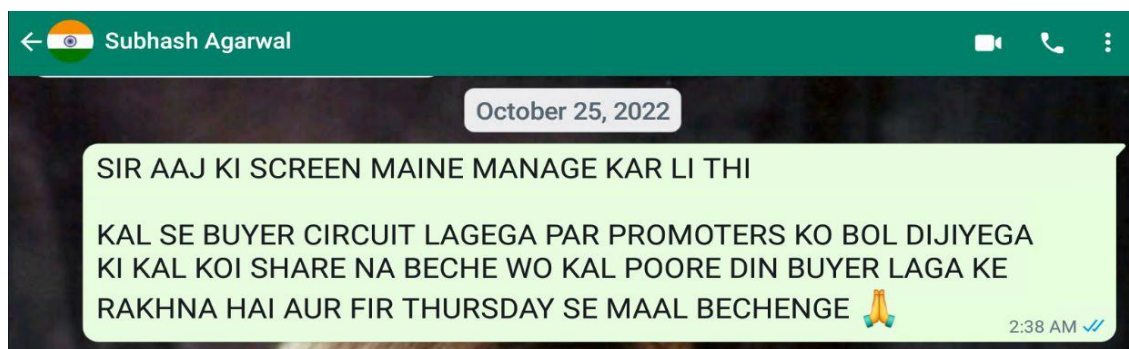 Subhash Agarwal
October 25, 2022
SIR AAJ KI SCREEN MAINE MANAGE KAR LI THI
KAL SE BUYER CIRCUIT LAGEGA PAR PROMOTERS KO BOL DIJIYEGA
KI KAL KOI SHARE NA BECHE WO KAL POORE DIN BUYER LAGA KE
RAKHNA HAI AUR FIR THURSDAY SE MAAL BECHENGE 🙏
2:38 AM